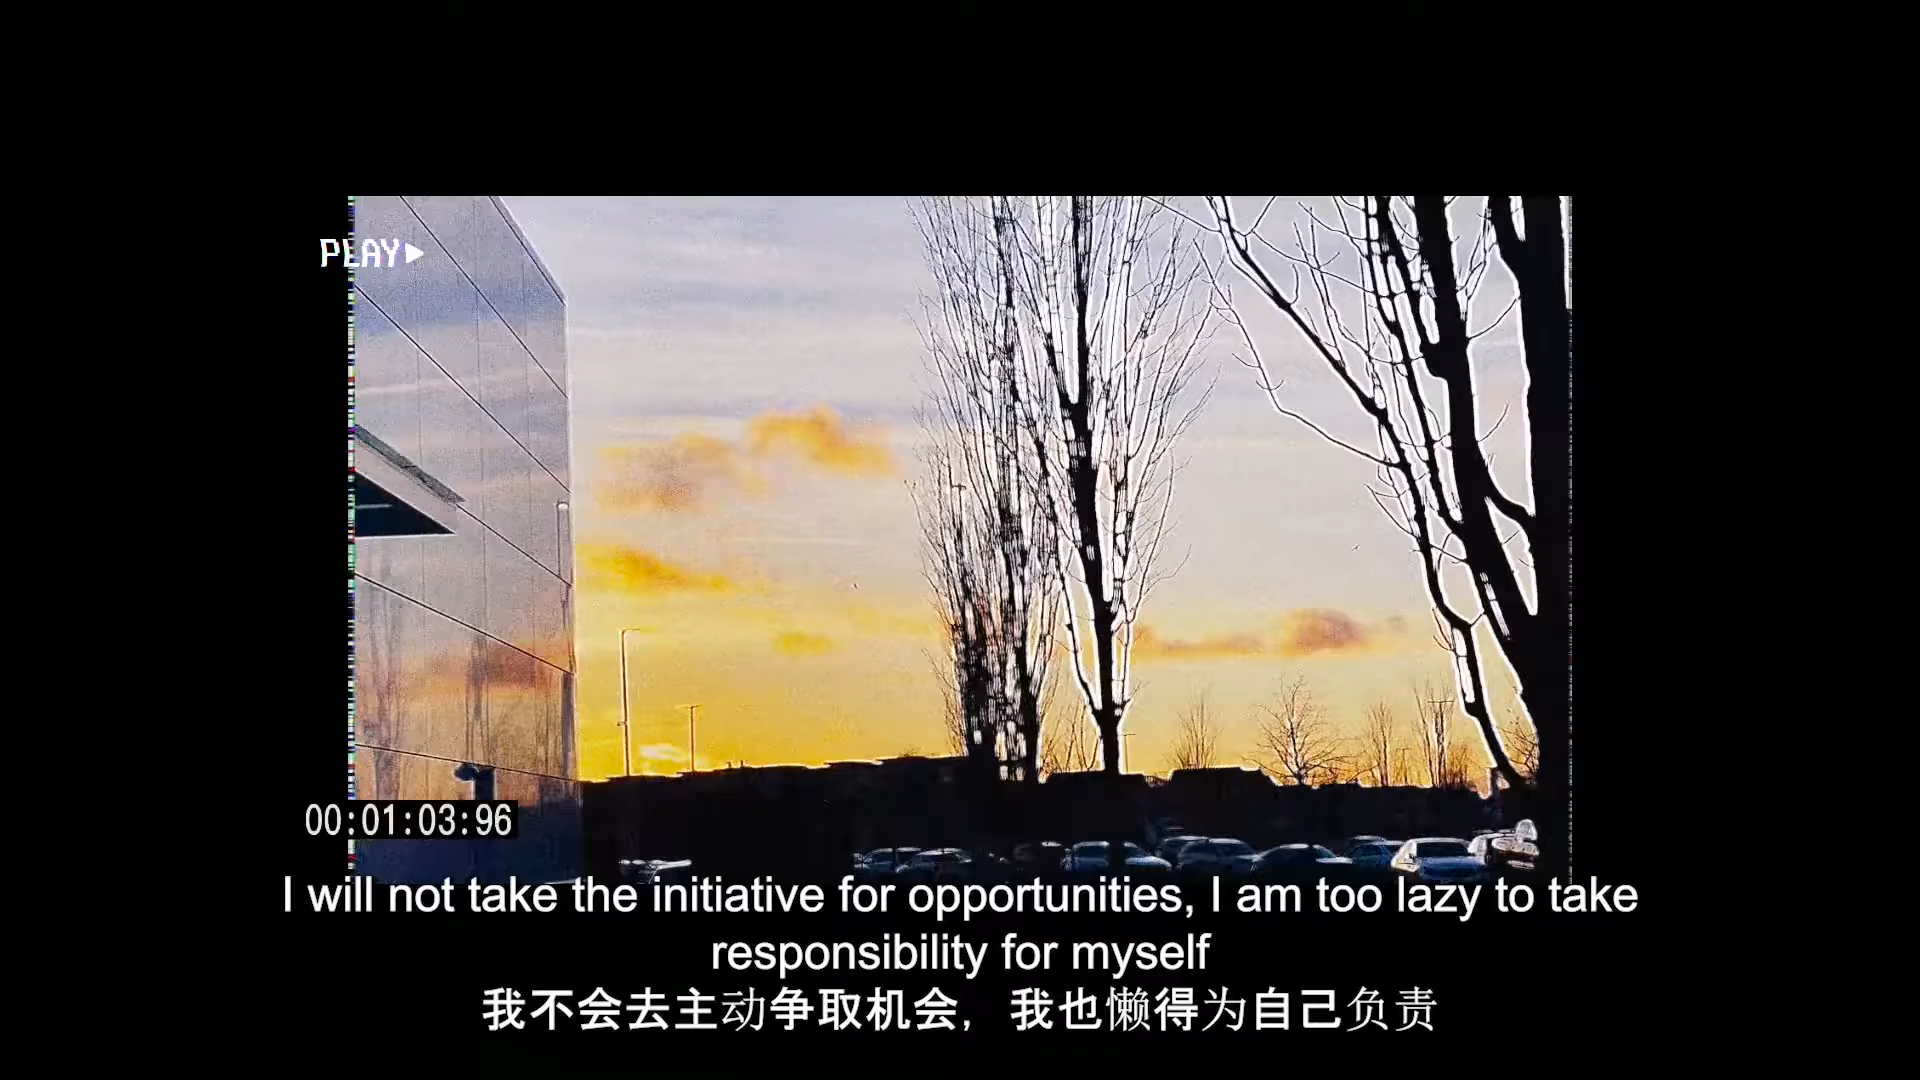 PLAY
00:01:03:96
I will not take the initiative for opportunities, I am too lazy to take
responsibility for myself
我不会去主动争取机会，我也懒得为自己负责